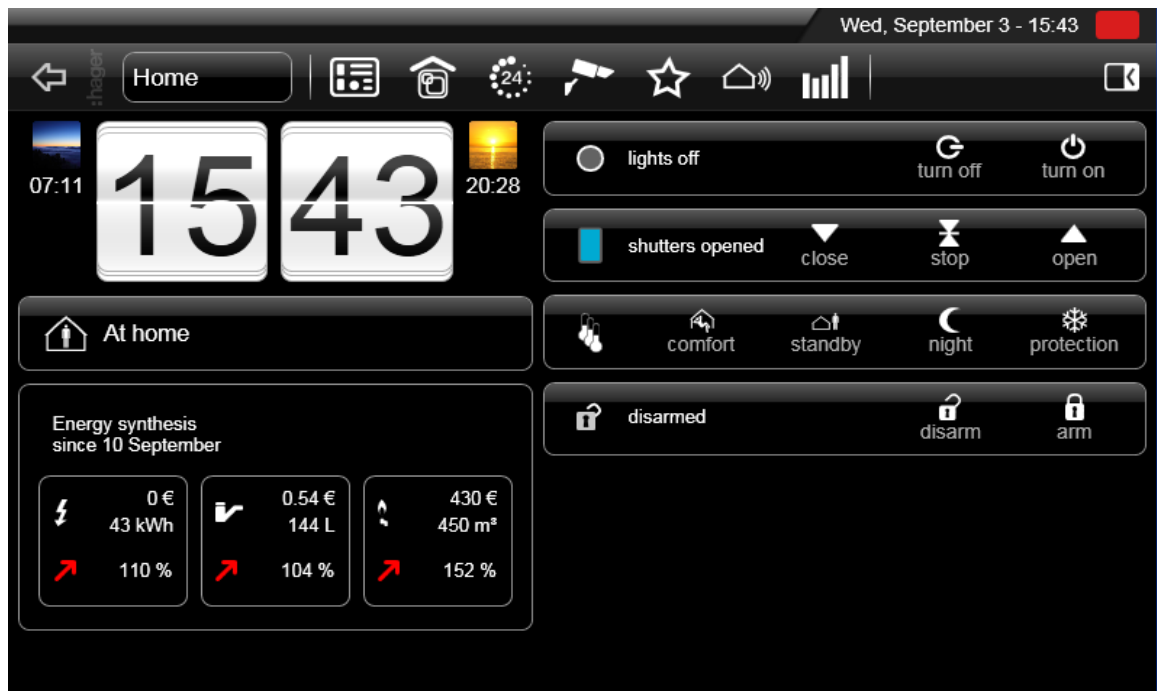 Wed, September 3 - 15:43
:hager
Home
24
07:11
15 43
20:28
At home
Energy synthesis
since 10 September
0 €
43 kWh
110 %
0.54 €
144 L
104 %
430 €
450 m³
152 %
lights off
turn off
turn on
shutters opened
close
stop
open
comfort
standby
night
protection
disarmed
disarm
arm